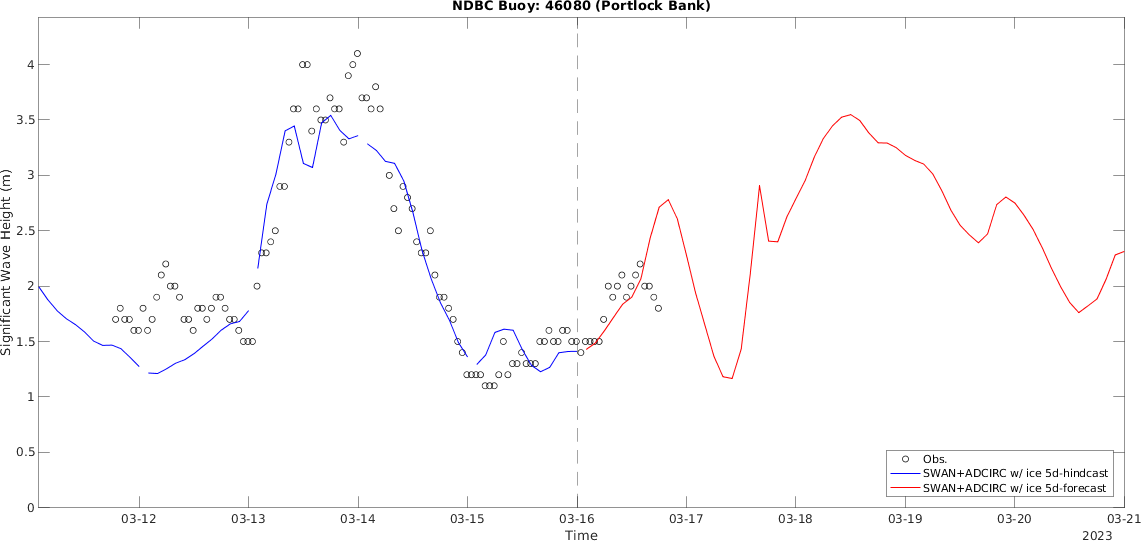 NDBC Buoy: 46080 (Portlock Bank)
4
3.5
3
2.5
2
1.5
1
0.5
0
Significant Wave Height (m)
Obs.
SWAN+ADCIRC w/ ice 5d-hindcast
SWAN+ADCIRC w/ ice 5d-forecast
03-12 03-13 03-14 03-15 03-16 03-17 03-18 03-19 03-20 03-21
Time
2023